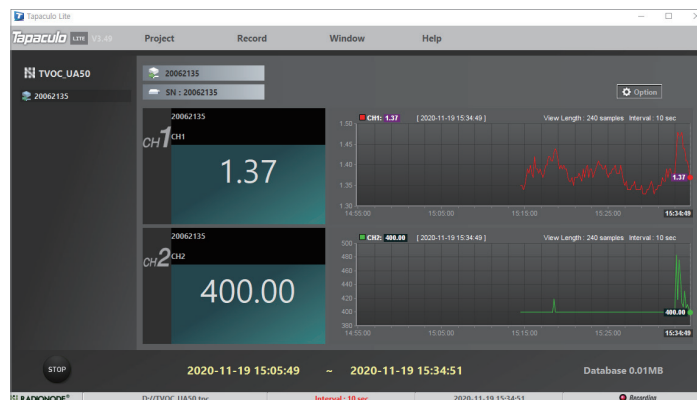 Tapaculo Lite
Tapaculo LITE V3.49
Project Record Window Help
TVOC_UA50
20062135
20062135
SN : 20062135
Option
20062135
CH1
CH1
1.37
CH1: 1.37 [ 2020-11-19 15:34:49 ] View Length : 240 samples Interval : 10 sec
1.50
1.45
1.40
1.35
1.30
1.37
14:55:00 15:05:00 15:15:00 15:25:00 15:34:49
20062135
CH2
CH2
400.00
CH2: 400.00 [ 2020-11-19 15:34:49 ] View Length : 240 samples Interval : 10 sec
500
480
460
440
420
400
380
400.00
14:55:00 15:05:00 15:15:00 15:25:00 15:34:49
STOP
2020-11-19 15:05:49 ~ 2020-11-19 15:34:51
Database 0.01MB
RADIONODE® D://TVOC_UA50.tpc Interval : 10 sec 2020-11-19 15:34:51 Recording